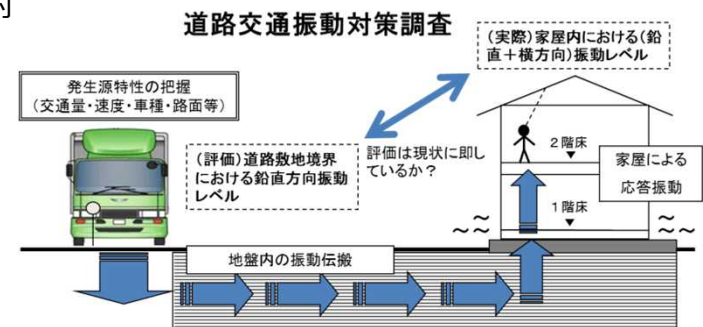 道路交通振動対策調査
(実際)家屋内における(鉛
直+横方向)振動レベル
発生源特性の把握
(交通量・速度・車種・路面等)
(評価)道路敷地境界
における鉛直方向振動
レベル
評価は現状に即し
ているか?
2階床
▼
家屋による
応答振動
1階床
▼
~
~~
~
~~
地盤内の振動伝搬